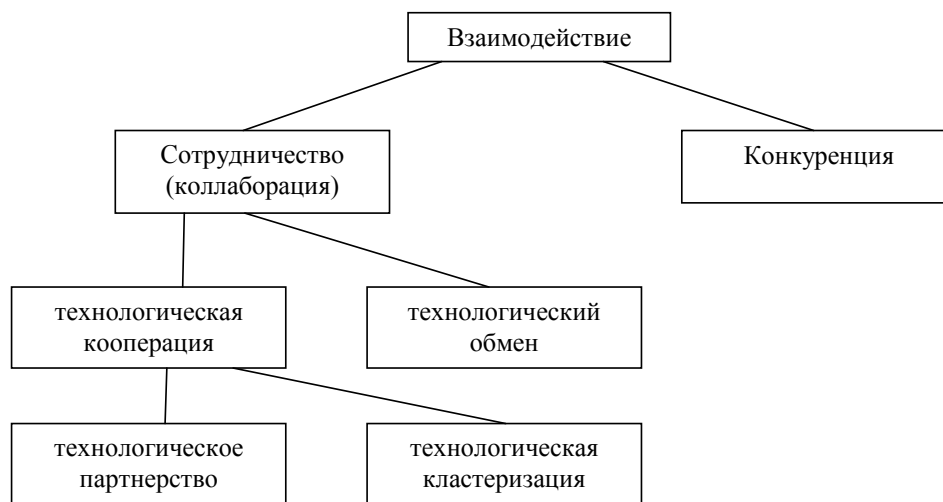 Взаимодействие
Сотрудничество
(коллаборация)
Конкуренция
технологическая
кооперация
технологический
обмен
технологическое
партнерство
технологическая
кластеризация